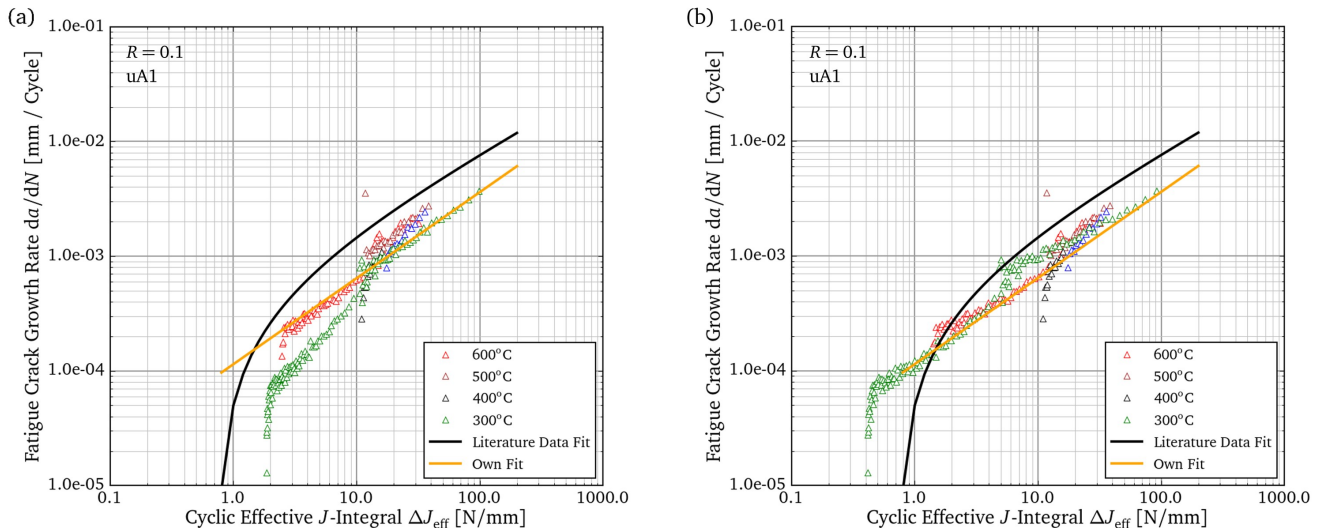 (a)
1.0e-01
1.0e-02
1.0e-03
1.0e-04
1.0e-05
Fatigue Crack Growth Rate da/dN [mm / Cycle]
R = 0.1
uA1
600°C
500°C
400°C
300°C
Literature Data Fit
Own Fit
0.1 1.0 10.0 100.0 1000.0
Cyclic Effective J-Integral ΔJeff [N/mm]
(b)
1.0e-01
1.0e-02
1.0e-03
1.0e-04
1.0e-05
Fatigue Crack Growth Rate da/dN [mm / Cycle]
R = 0.1
uA1
600°C
500°C
400°C
300°C
Literature Data Fit
Own Fit
0.1 1.0 10.0 100.0 1000.0
Cyclic Effective J-Integral ΔJeff [N/mm]